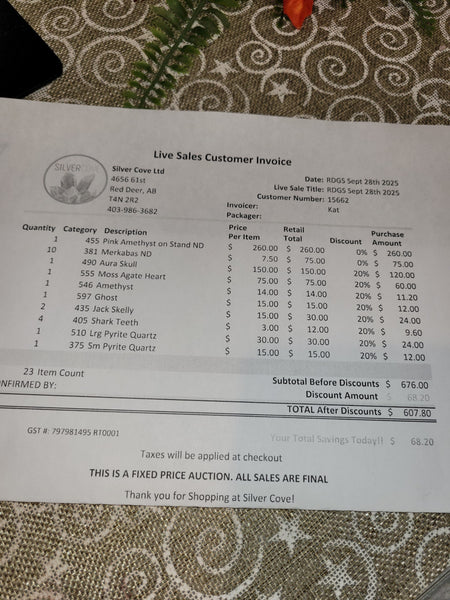 Live Sales Customer Invoice
SILVER COVE
Silver Cove Ltd
4656 61st
Red Deer, AB
T4N 2R2
403-986-3682
Date: RDGS Sept 28th 2025
Live Sale Title: RDGS Sept 28th 2025
Customer Number: 15662
Invoicer: Kat
Packager:
Quantity Category Description Price Per Item Retail Total Discount Purchase Amount
1 455 Pink Amethyst on Stand ND $ 260.00 $ 260.00 0% $ 260.00
10 381 Merkabas ND $ 7.50 $ 75.00 0% $ 75.00
1 490 Aura Skull $ 150.00 $ 150.00 20% $ 120.00
1 555 Moss Agate Heart $ 75.00 $ 75.00 20% $ 60.00
1 546 Amethyst $ 14.00 $ 14.00 20% $ 11.20
1 597 Ghost $ 15.00 $ 15.00 20% $ 12.00
2 435 Jack Skelly $ 15.00 $ 30.00 20% $ 24.00
4 405 Shark Teeth $ 3.00 $ 12.00 20% $ 9.60
1 510 Lrg Pyrite Quartz $ 30.00 $ 30.00 20% $ 24.00
1 375 Sm Pyrite Quartz $ 15.00 $ 15.00 20% $ 12.00
23 Item Count
Subtotal Before Discounts $ 676.00
ONFIRMED BY:
Discount Amount $ 68.20
TOTAL After Discounts $ 607.80
GST #: 797981495 RT0001
Your Total Savings Today!! $ 68.20
Taxes will be applied at checkout
THIS IS A FIXED PRICE AUCTION. ALL SALES ARE FINAL
Thank you for Shopping at Silver Cove!